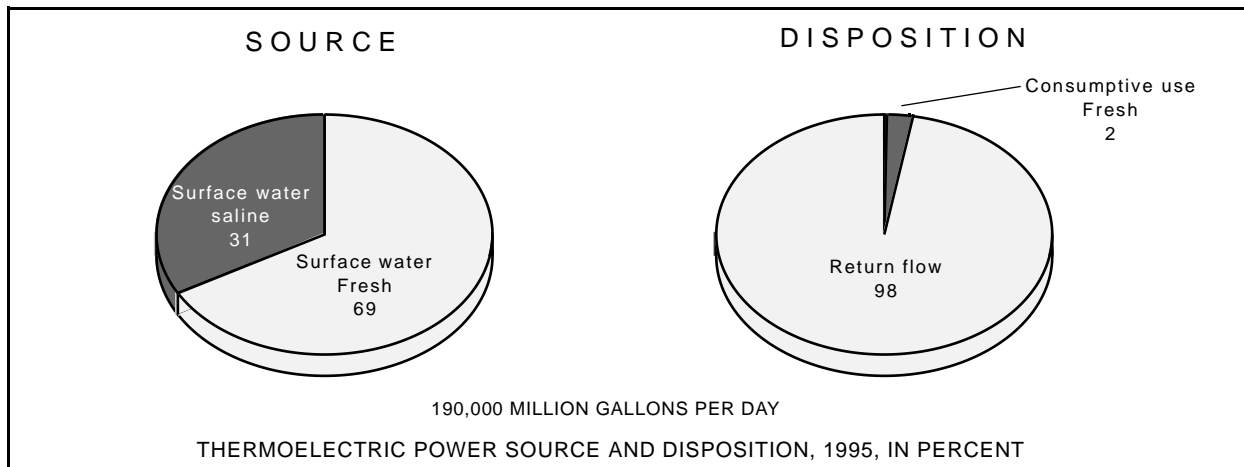 SOURCE
Surface water
saline
31
Surface water
Fresh
69
DISPOSITION
Consumptive use
Fresh
2
Return flow
98
190,000 MILLION GALLONS PER DAY
THERMOELECTRIC POWER SOURCE AND DISPOSITION, 1995, IN PERCENT